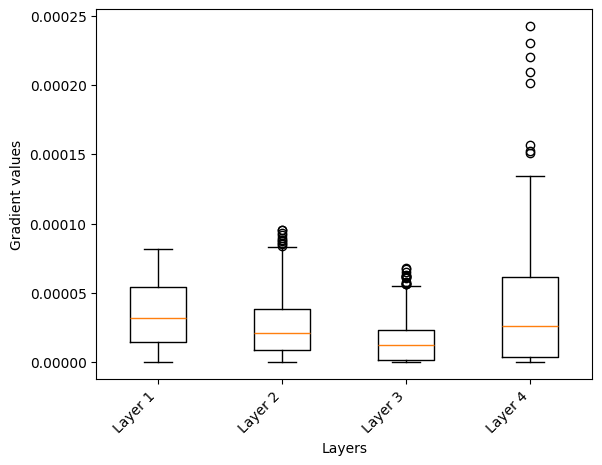 0.00025
0.00020
0.00015
0.00010
0.00005
0.00000
Gradient values
Layer 1
Layer 2
Layer 3
Layer 4
Layers